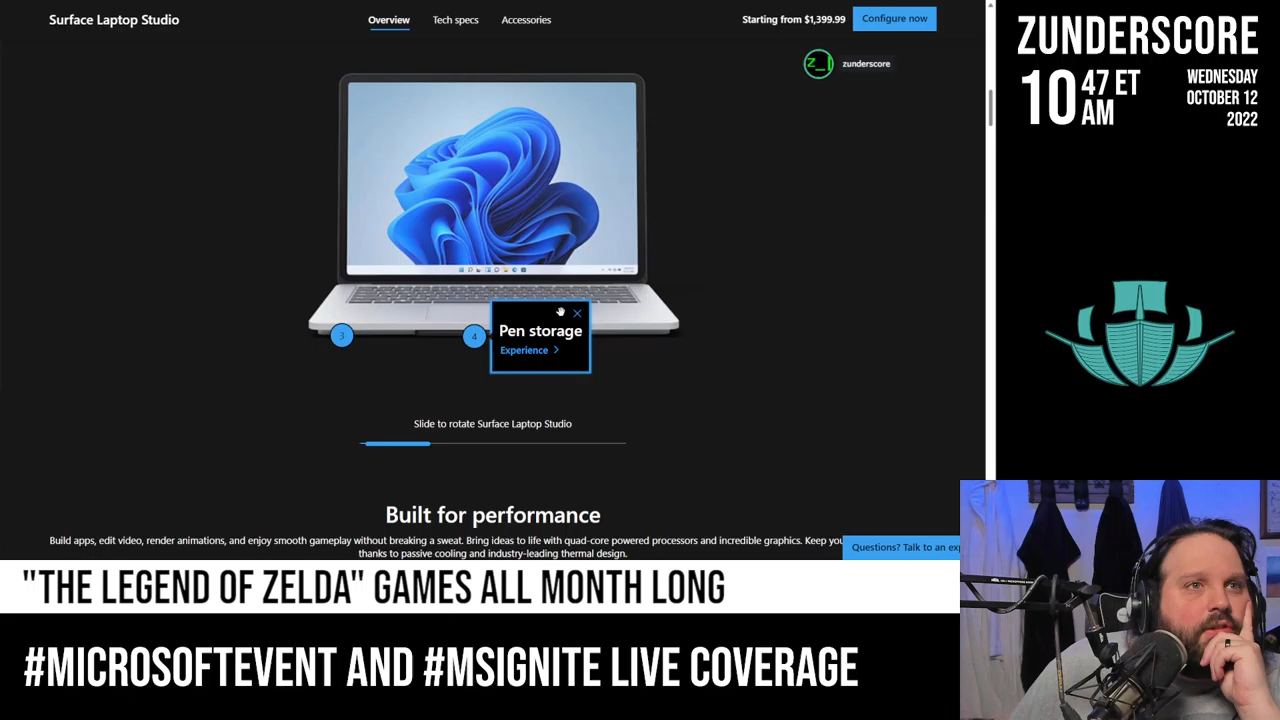 Surface Laptop Studio
Overview
Tech specs
Accessories
Starting from $1,399.99
Configure now
zunderscore
3
4
Pen storage
Experience
Slide to rotate Surface Laptop Studio
Built for performance
Build apps, edit video, render animations, and enjoy smooth gameplay without breaking a sweat. Bring ideas to life with quad-core powered processors and incredible graphics. Keep you
thanks to passive cooling and industry-leading thermal design.
Questions? Talk to an exp
ZUNDERSCORE
10 47 ET
AM
WEDNESDAY
OCTOBER 12
2022
"THE LEGEND OF ZELDA" GAMES ALL MONTH LONG
#MICROSOFTEVENT AND #MSIGNITE LIVE COVERAGE